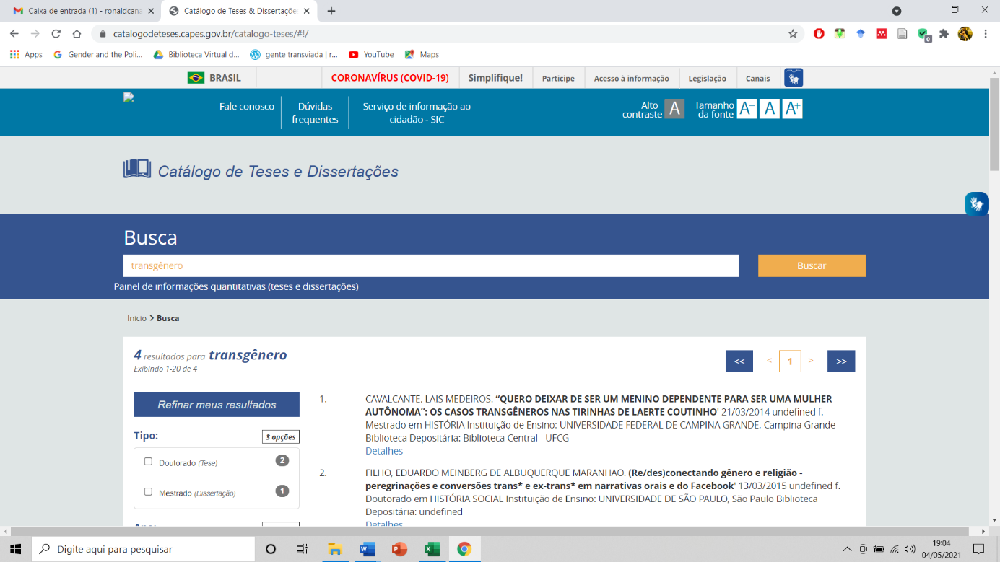 Caixa de entrada (1) - ronaldcana
Catálogo de Teses & Dissertaçõe
catalogodeteses.capes.gov.br/catalogo-teses/#!/
0
Apps
Gender and the Poli...
Biblioteca Virtual d...
gente transviada | r...
YouTube
Maps
BRASIL
CORONAVÍRUS (COVID-19)
Simplifique!
Participe
Acesso à informação
Legislação
Canais
Fale conosco
Dúvidas
frequentes
Serviço de informação ao
cidadão - SIC
Alto
contraste
A
Tamanho
da fonte
A−
A
A+
Catálogo de Teses e Dissertações
Busca
transgênero
Buscar
Painel de informações quantitativas (teses e dissertações)
Inicio > Busca
4 resultados para transgênero
Exibindo 1-20 de 4
<<
<
1
>
>>
Refinar meus resultados
Tipo:
3 opções
Doutorado (Tese)
2
Mestrado (Dissertação)
1
1.
CAVALCANTE, LAIS MEDEIROS. “QUERO DEIXAR DE SER UM MENINO DEPENDENTE PARA SER UMA MULHER
AUTÔNOMA”: OS CASOS TRANSGÊNEROS NAS TIRINHAS DE LAERTE COUTINHO' 21/03/2014 undefined f.
Mestrado em HISTÓRIA Instituição de Ensino: UNIVERSIDADE FEDERAL DE CAMPINA GRANDE, Campina Grande
Biblioteca Depositária: Biblioteca Central - UFCG
Detalhes
2.
FILHO, EDUARDO MEINBERG DE ALBUQUERQUE MARANHAO. (Re/des)conectando gênero e religião -
peregrinações e conversões trans* e ex-trans* em narrativas orais e do Facebook' 13/03/2015 undefined f.
Doutorado em HISTÓRIA SOCIAL Instituição de Ensino: UNIVERSIDADE DE SÃO PAULO, São Paulo Biblioteca
Depositária: undefined
Detalhes
Digite aqui para pesquisar
19:04
04/05/2021